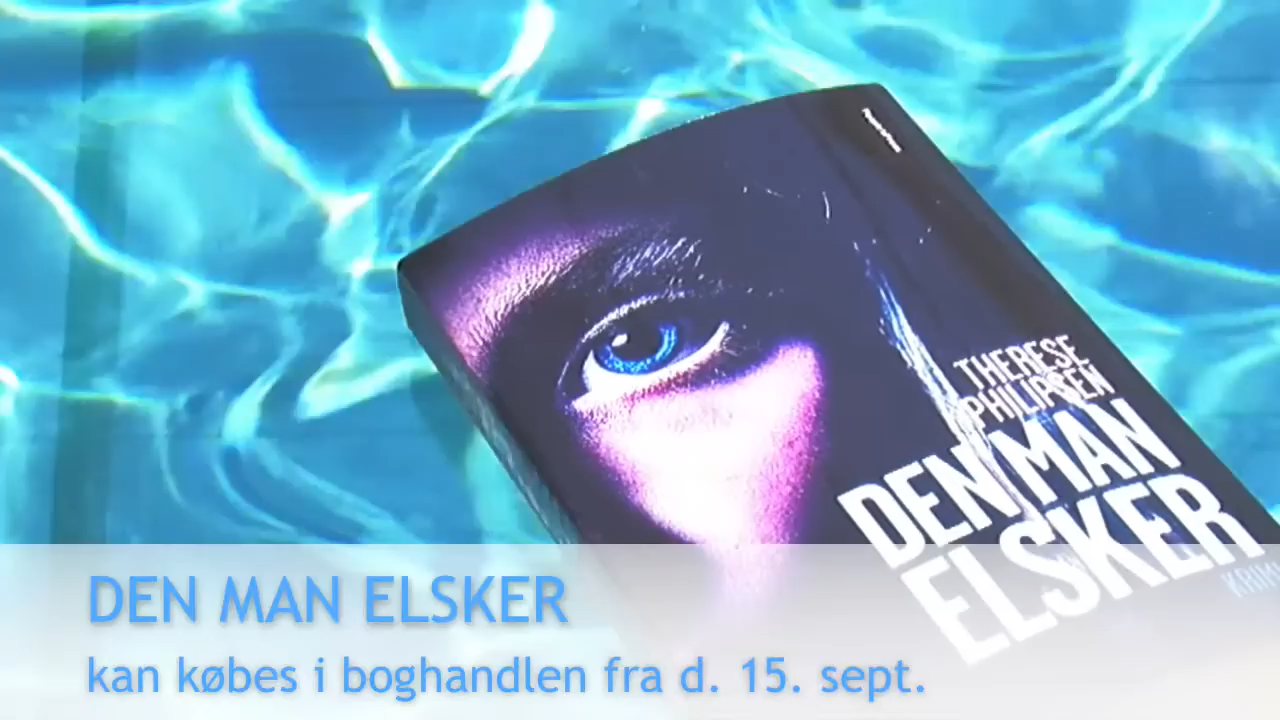 THERESE
PHILIPSEN
DEN MAN
ELSKER
DEN MAN ELSKER
kan købes i boghandlen fra d. 15. sept.